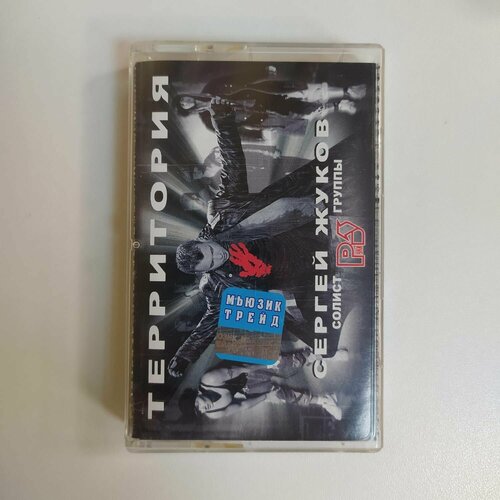 ТЕРРИТОРИЯ
СЕРГЕЙ ЖУКОВ
СОЛИСТ
ГРУППЫ
МЬЮЗИК
ТРЕЙД